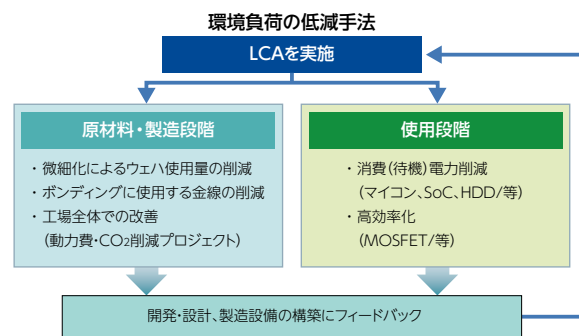 環境負荷の低減手法
LCAを実施
原材料・製造段階
・微細化によるウェハ使用量の削減
・ボンディングに使用する金線の削減
・工場全体での改善
(動力費・CO2削減プロジェクト)
使用段階
・消費(待機)電力削減
(マイコン、SoC、HDD/等)
・高効率化
(MOSFET/等)
開発・設計、製造設備の構築にフィードバック